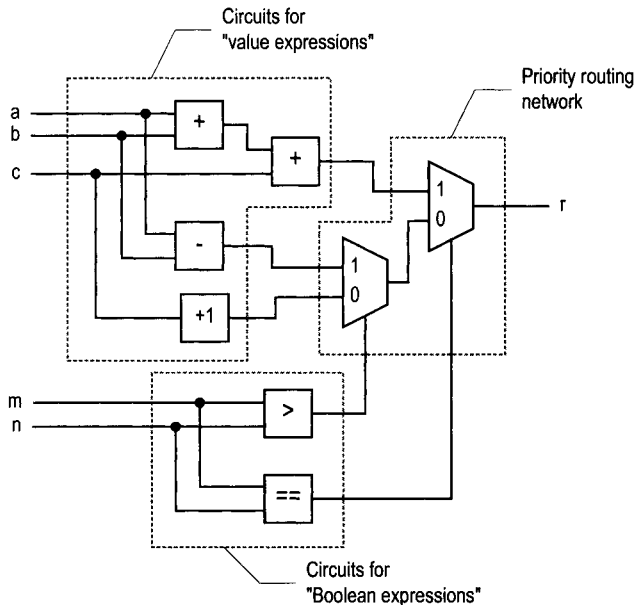 Circuits for
"value expressions"
Priority routing
network
a
b
c
+
+
-
+1
1
0
1
0
r
m
n
>
==
Circuits for
"Boolean expressions"